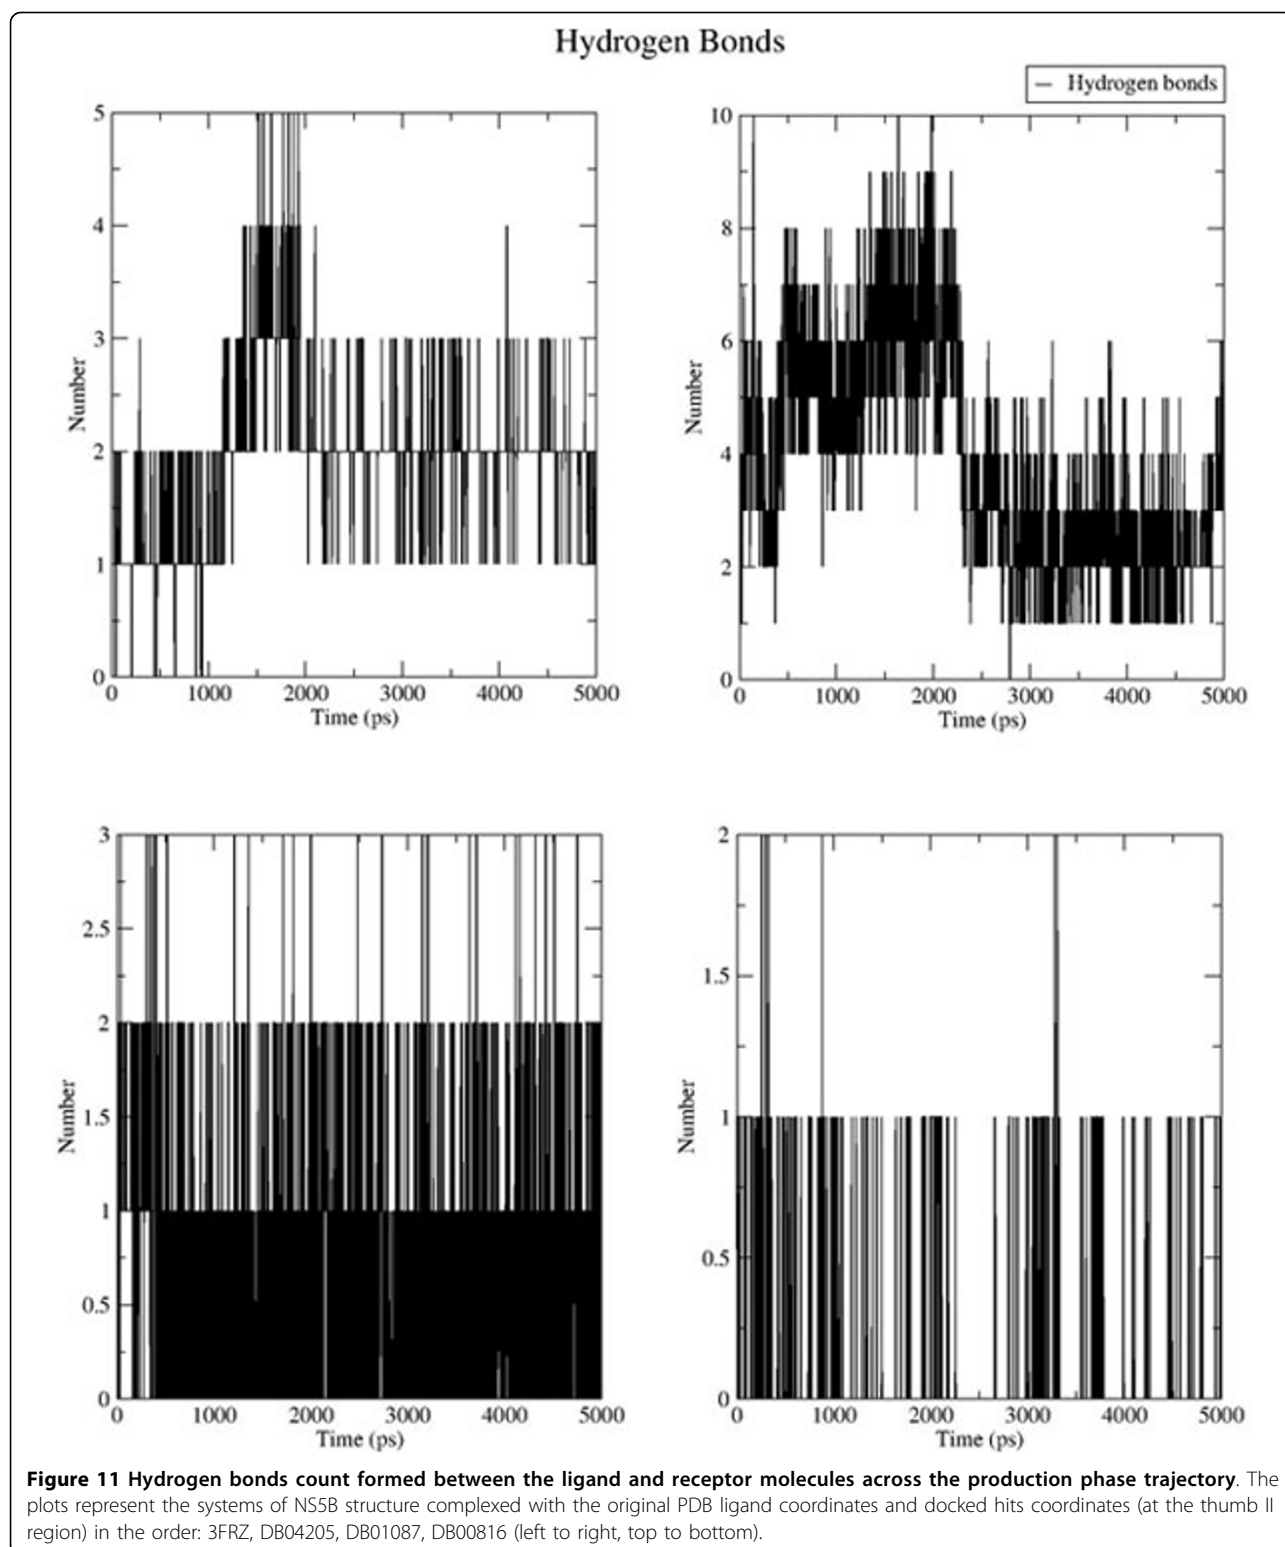 Hydrogen Bonds
Hydrogen bonds
5
4
3
2
1
0
Number
0 1000 2000 3000 4000 5000
Time (ps)
10
8
6
4
2
0
Number
0 1000 2000 3000 4000 5000
Time (ps)
3
2.5
2
1.5
1
0.5
0
Number
0 1000 2000 3000 4000 5000
Time (ps)
2
1.5
1
0.5
0
Number
0 1000 2000 3000 4000 5000
Time (ps)
Figure 11 Hydrogen bonds count formed between the ligand and receptor molecules across the production phase trajectory. The
plots represent the systems of NS5B structure complexed with the original PDB ligand coordinates and docked hits coordinates (at the thumb II
region) in the order: 3FRZ, DB04205, DB01087, DB00816 (left to right, top to bottom).